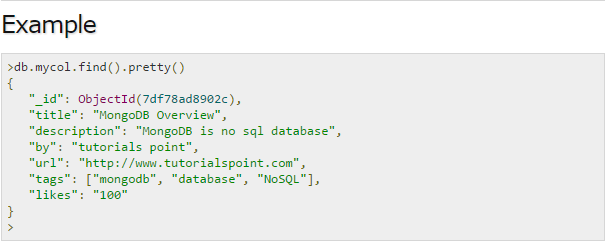 Example
>db.mycol.find().pretty()
{
"_id": ObjectId(7df78ad8902c),
"title": "MongoDB Overview",
"description": "MongoDB is no sql database",
"by": "tutorials point",
"url": "http://www.tutorialspoint.com",
"tags": ["mongodb", "database", "NoSQL"],
"likes": "100"
}
>